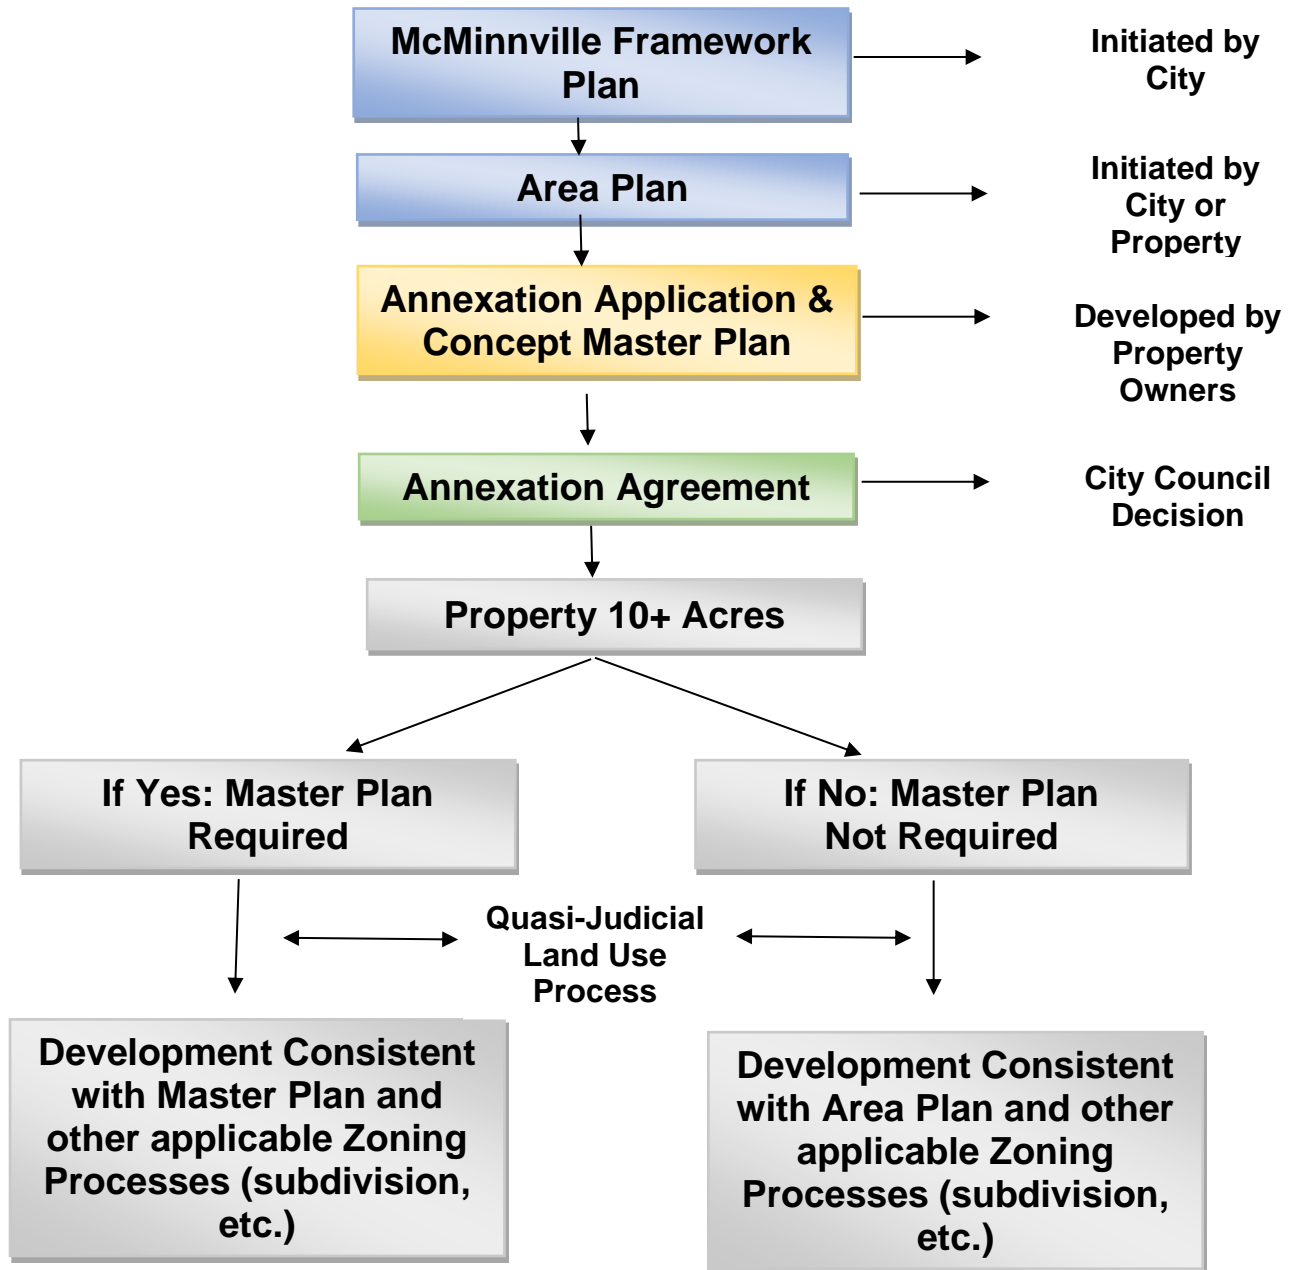 McMinnville Framework
Plan
Initiated by
City
Area Plan
Initiated by
City or
Property
Annexation Application &
Concept Master Plan
Developed by
Property
Owners
Annexation Agreement
City Council
Decision
Property 10+ Acres
If Yes: Master Plan
Required
If No: Master Plan
Not Required
Quasi-Judicial
Land Use
Process
Development Consistent
with Master Plan and
other applicable Zoning
Processes (subdivision,
etc.)
Development Consistent
with Area Plan and other
applicable Zoning
Processes (subdivision,
etc.)